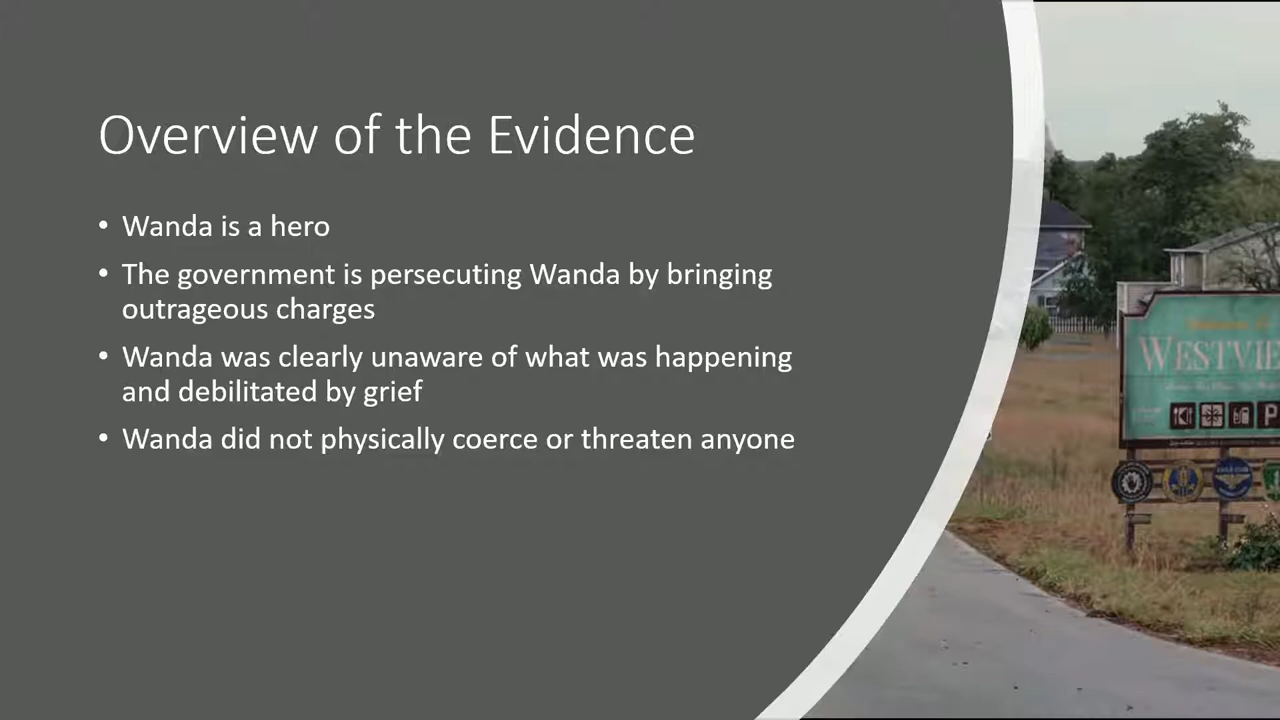 Overview of the Evidence
• Wanda is a hero
• The government is persecuting Wanda by bringing
outrageous charges
• Wanda was clearly unaware of what was happening
and debilitated by grief
• Wanda did not physically coerce or threaten anyone
WESTVIE
P